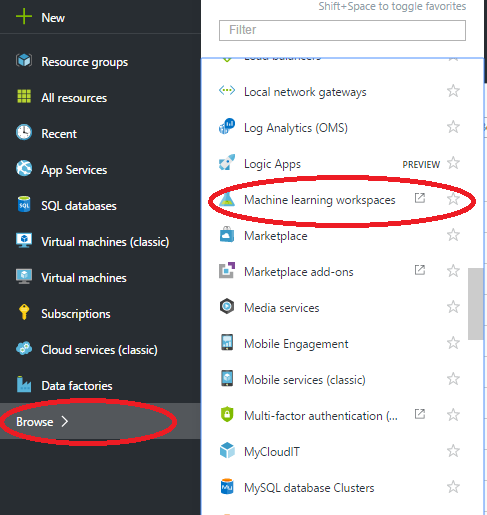 New
Resource groups
All resources
Recent
App Services
SQL databases
Virtual machines (classic)
Virtual machines
Subscriptions
Cloud services (classic)
Data factories
Browse
Shift+Space to toggle favorites
Filter
Load balancers
Local network gateways
Log Analytics (OMS)
Logic Apps PREVIEW
Machine learning workspaces
Marketplace
Marketplace add-ons
Media services
Mobile Engagement
Mobile services (classic)
Multi-factor authentication (...
MyCloudIT
MySQL database Clusters